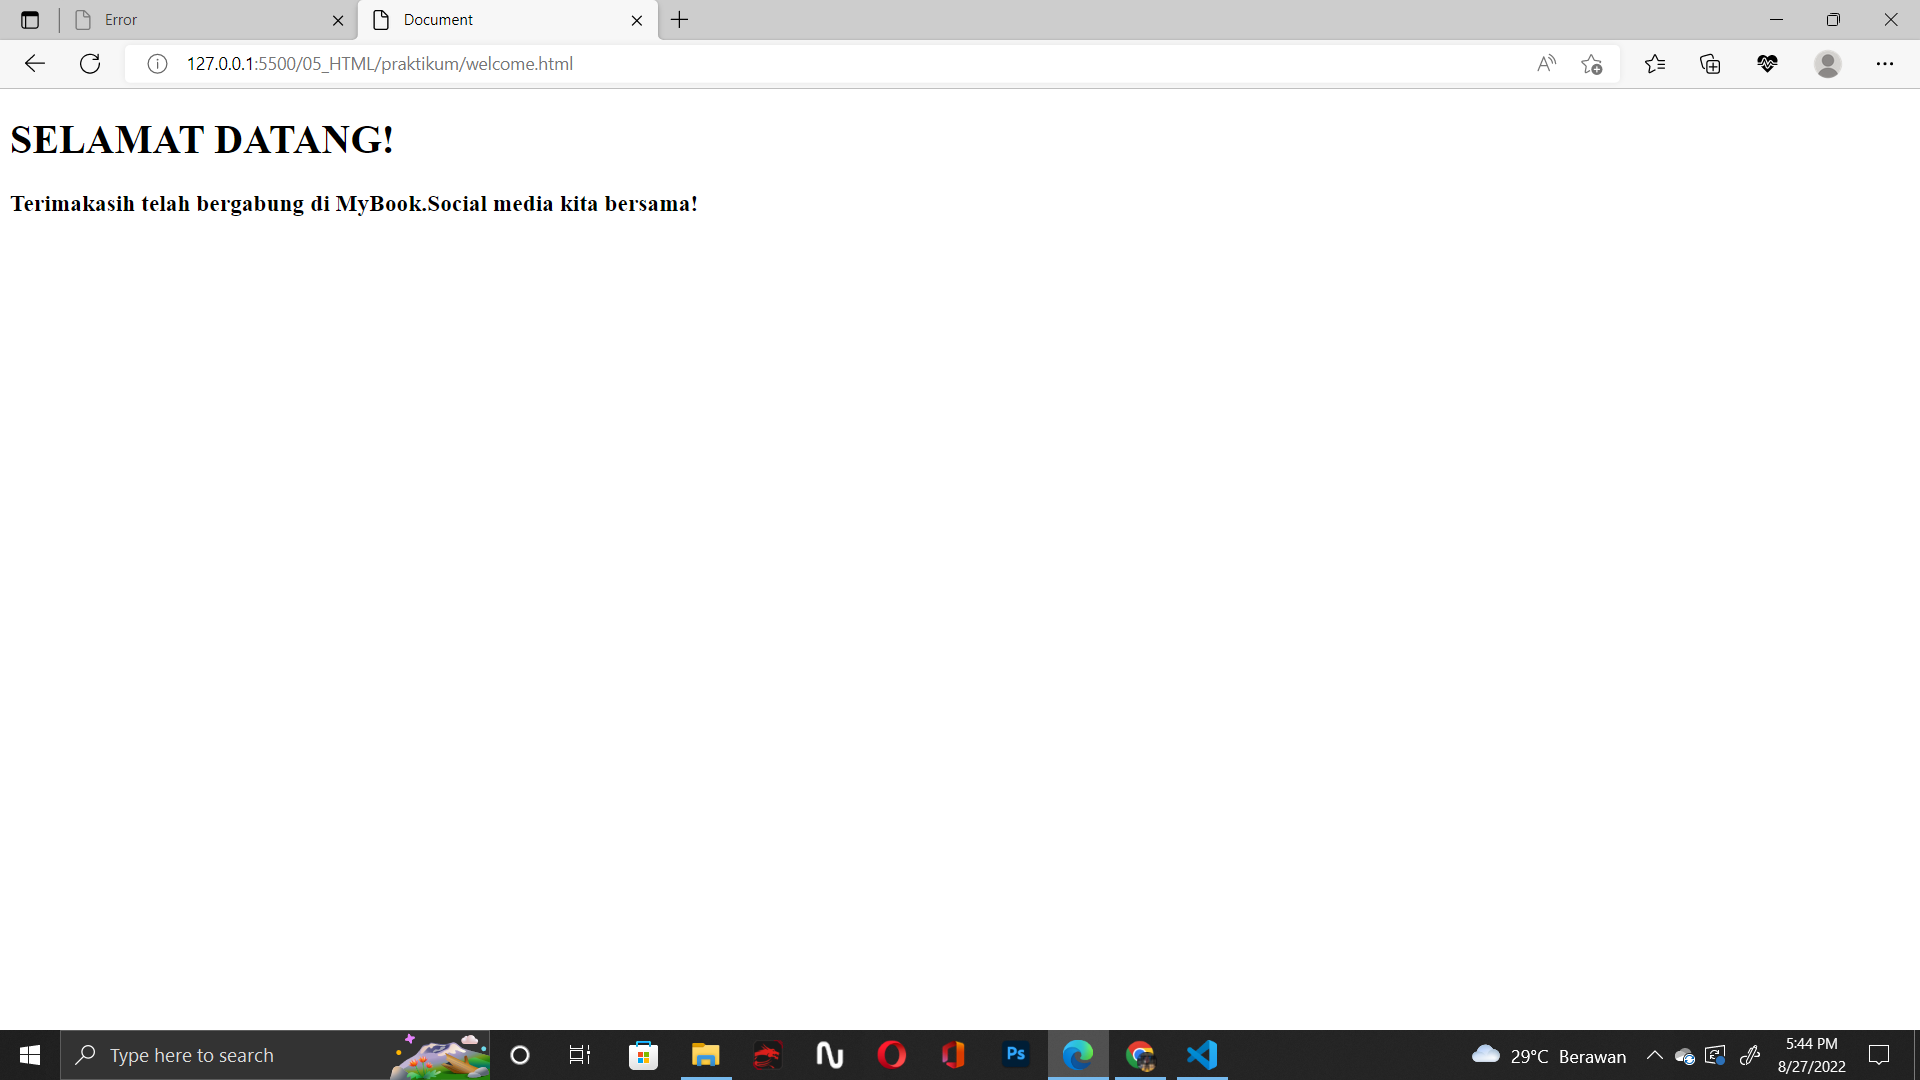 Error
Document
127.0.0.1:5500/05_HTML/praktikum/welcome.html
SELAMAT DATANG!
Terimakasih telah bergabung di MyBook.Social media kita bersama!
Type here to search
Ps
29°C Berawan
5:44 PM
8/27/2022